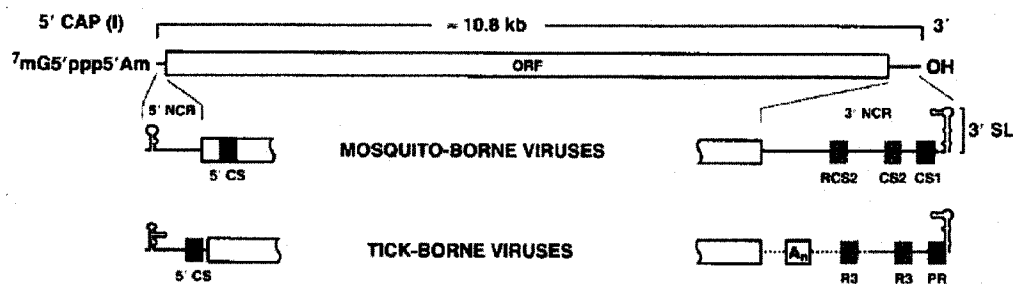 5' CAP (I) ≈ 10.8 kb 3'
⁷mG5'ppp5'Am ORF OH
5' NCR 3' NCR
3' SL
MOSQUITO-BORNE VIRUSES
5' CS RCS2 CS2 CS1
TICK-BORNE VIRUSES Aₙ
5' CS R3 R3 PR